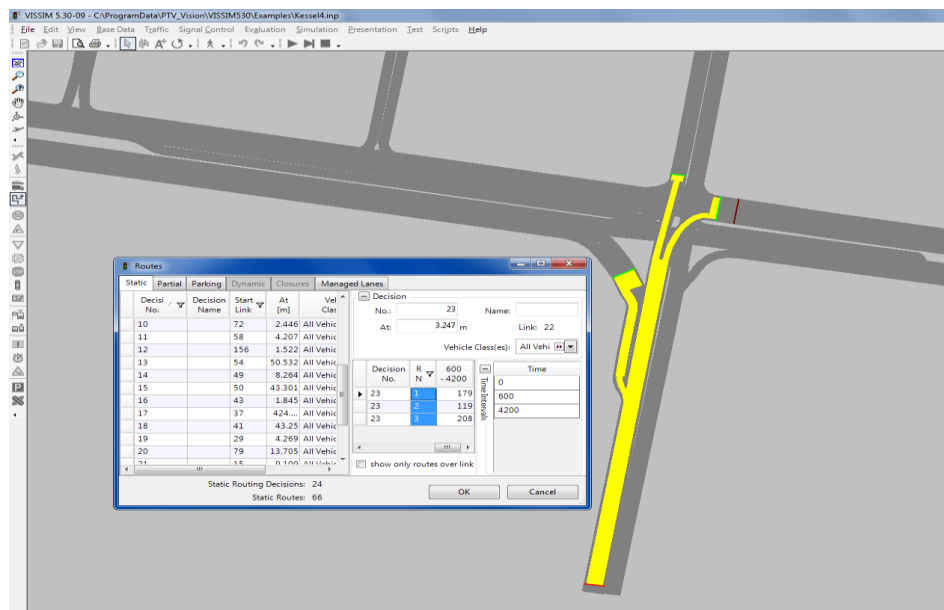 VISSIM 5.30-09 - C:\ProgramData\PTV_Vision\VISSIM530\Examples\Kessel4.inp
File Edit View Base Data Traffic Signal Control Evaluation Simulation Presentation Test Scripts Help
Routes
Static Partial Parking Dynamic Closures Managed Lanes
Decisi No. Decision Name Start Link At [m] Vel Clas
10 72 2.446 All Vehic
11 58 4.207 All Vehic
12 156 1.522 All Vehic
13 54 50.532 All Vehic
14 49 8.264 All Vehic
15 50 43.301 All Vehic
16 43 1.845 All Vehic
17 37 424.... All Vehic
18 41 43.25 All Vehic
19 29 4.269 All Vehic
20 79 13.705 All Vehic
Decision
No.: 23 Name:
At: 3.247 m Link: 22
Vehicle Class(es): All Vehi
Decision No. R N 600 - 4200
23 1 179
23 2 119
23 3 208
Time Intervals
Time
0
600
4200
show only routes over link
Static Routing Decisions: 24
Static Routes: 66
OK Cancel